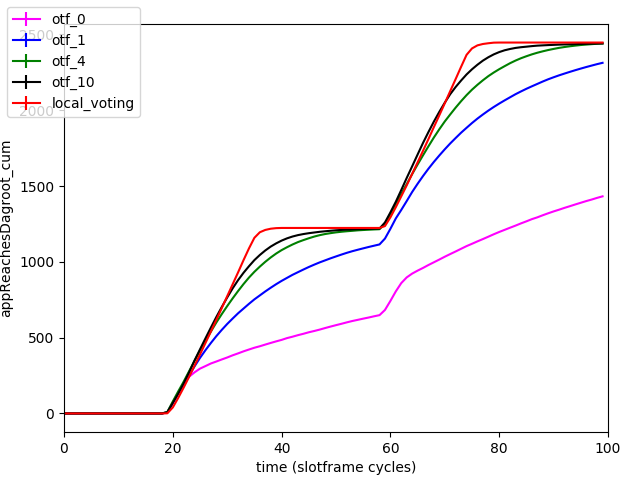 otf_0
otf_1
otf_4
otf_10
local_voting
2500
2000
1500
1000
500
0
appReachesDagroot_cum
0 20 40 60 80 100
time (slotframe cycles)